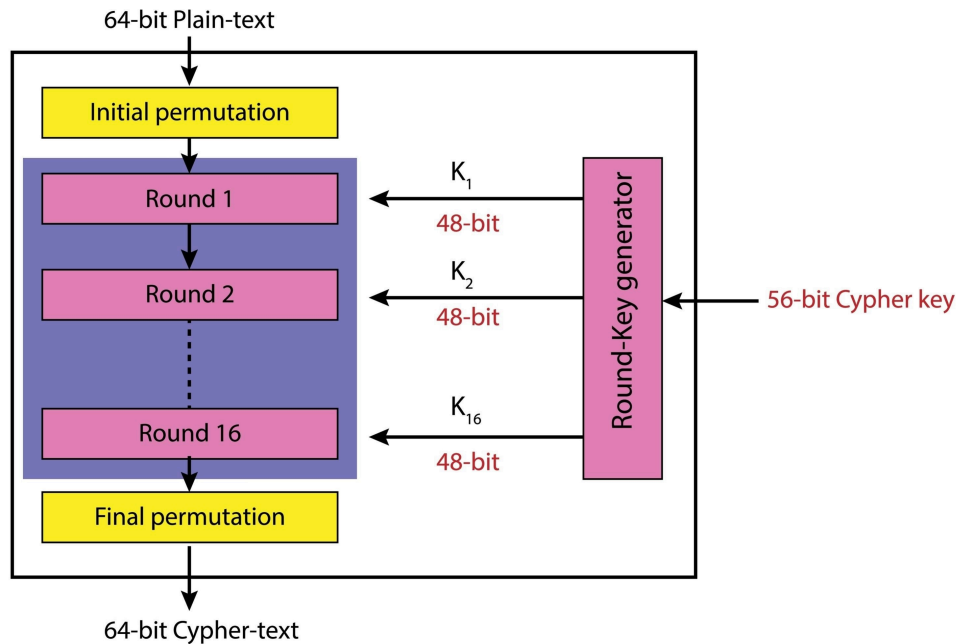 64-bit Plain-text
Initial permutation
Round 1
K1
48-bit
Round 2
K2
48-bit
Round-Key generator
56-bit Cypher key
Round 16
K16
48-bit
Final permutation
64-bit Cypher-text